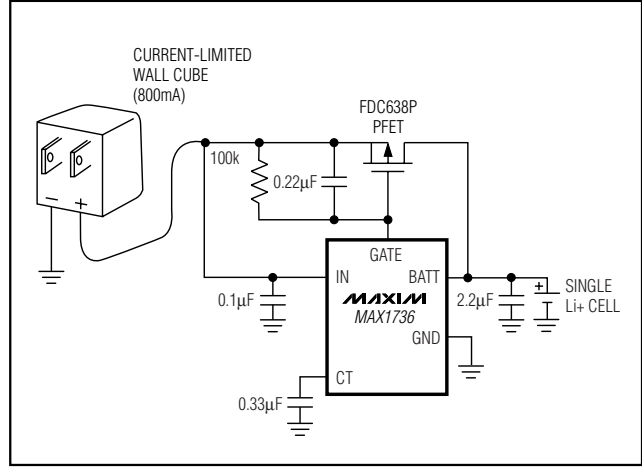 CURRENT-LIMITED
WALL CUBE
(800mA)
FDC638P
PFET
100k
0.22μF
GATE
IN
BATT
MAXIM
MAX1736
GND
CT
0.1μF
2.2μF
+
SINGLE
Li+ CELL
0.33μF
− +